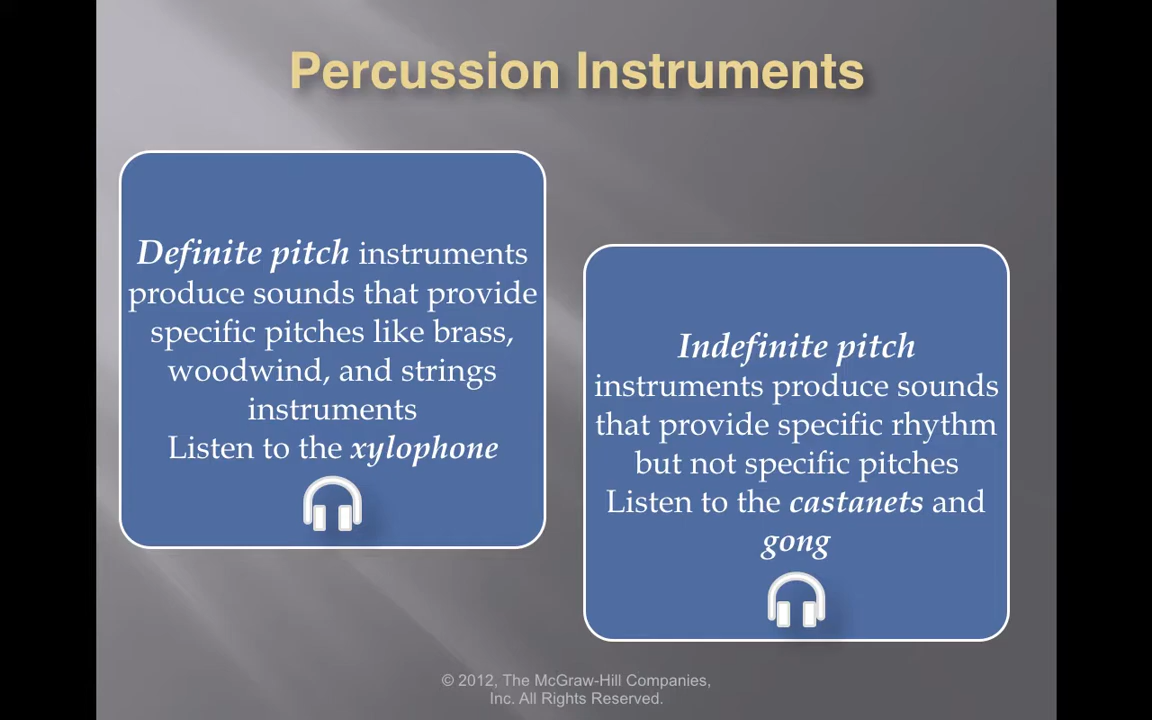 Percussion Instruments
Definite pitch instruments
produce sounds that provide
specific pitches like brass,
woodwind, and strings
instruments
Listen to the xylophone
Indefinite pitch
instruments produce sounds
that provide specific rhythm
but not specific pitches
Listen to the castanets and
gong
© 2012, The McGraw-Hill Companies,
Inc. All Rights Reserved.